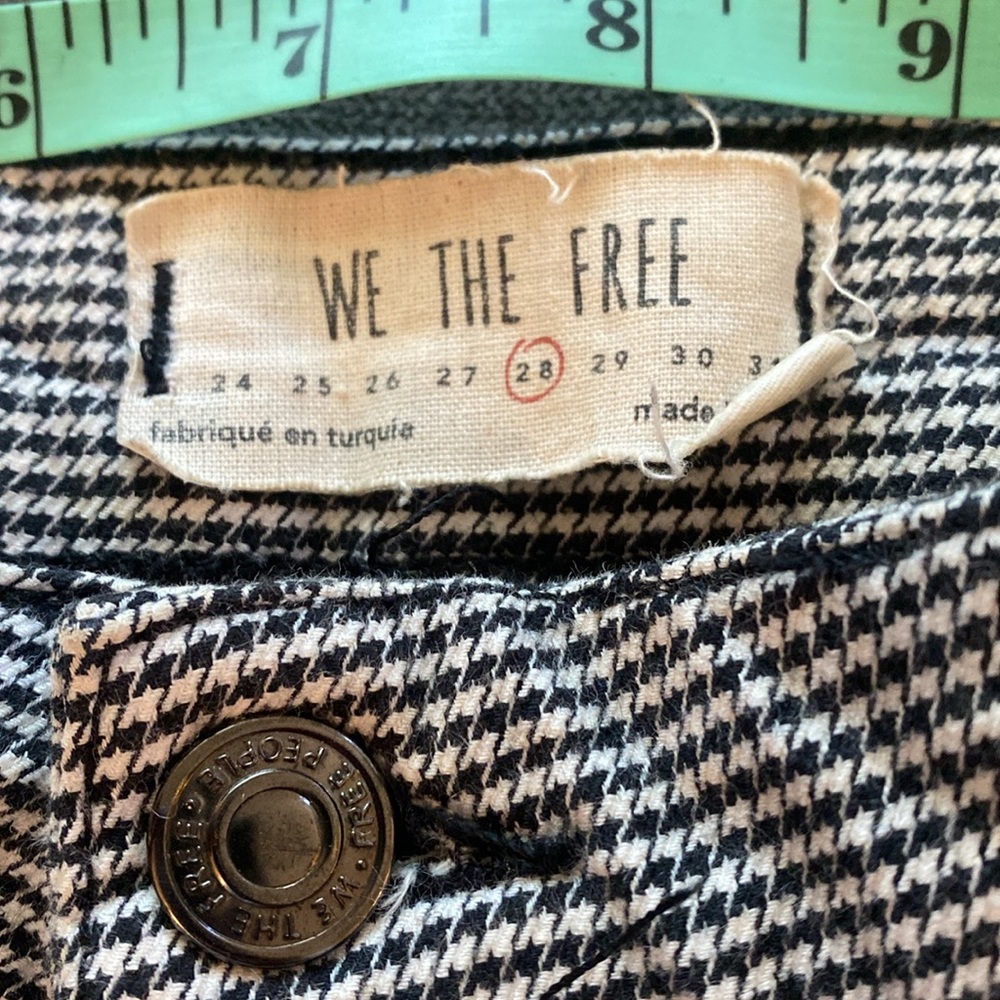 6 7 8 9
WE THE FREE
24 25 26 27 28 29 30
fabriqué en turquie made
FREE PEOPLE • WE THE FREE •